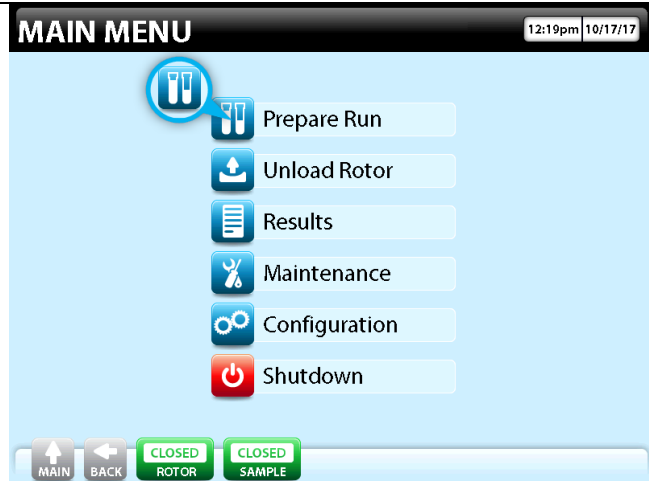 MAIN MENU
12:19pm 10/17/17
Prepare Run
Unload Rotor
Results
Maintenance
Configuration
Shutdown
MAIN BACK CLOSED ROTOR CLOSED SAMPLE